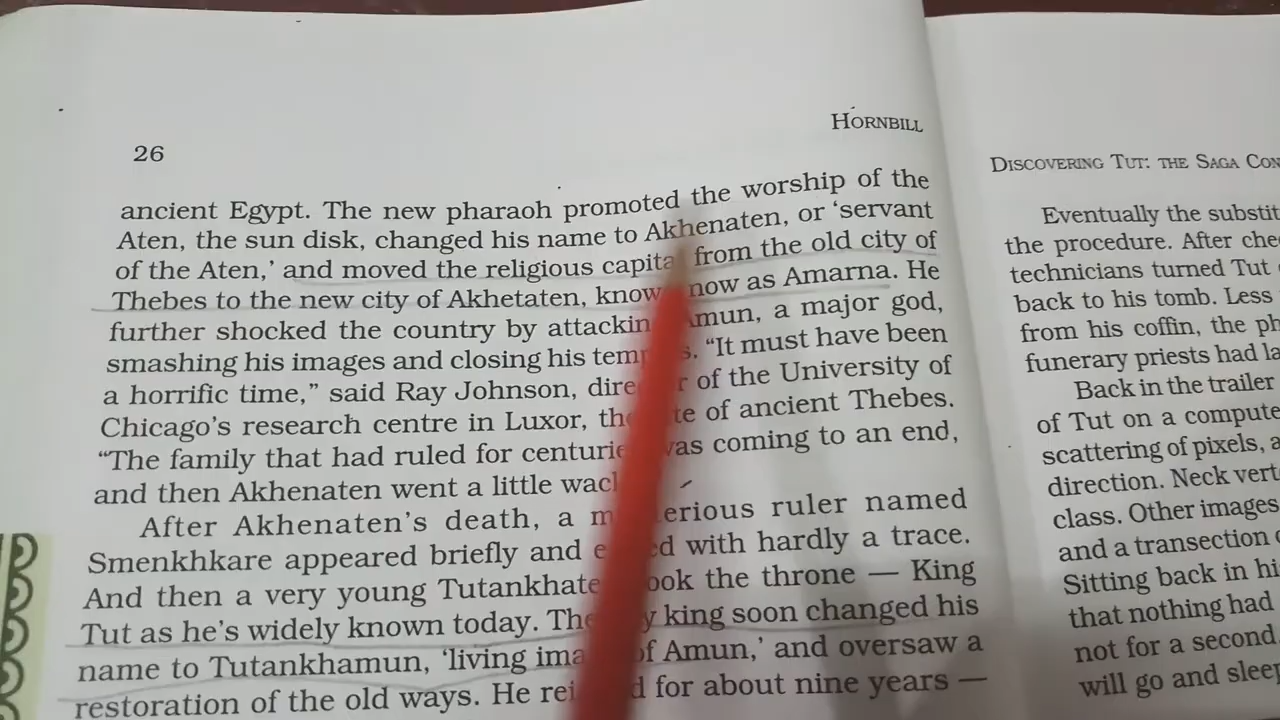 HORNBILL
26
ancient Egypt. The new pharaoh promoted the worship of the
Aten, the sun disk, changed his name to Akhenaten, or ‘servant
of the Aten,’ and moved the religious capital from the old city of
Thebes to the new city of Akhetaten, known now as Amarna. He
further shocked the country by attacking Amun, a major god,
smashing his images and closing his temples. “It must have been
a horrific time,” said Ray Johnson, director of the University of
Chicago’s research centre in Luxor, the site of ancient Thebes.
“The family that had ruled for centuries was coming to an end,
and then Akhenaten went a little
After Akhenaten’s death, a mysterious ruler named
Smenkhkare appeared briefly and exited with hardly a trace.
And then a very young Tutankhaten took the throne — King
Tut as he’s widely known today. The boy king soon changed his
name to Tutankhamun, ‘living image of Amun,’ and oversaw a
restoration of the old ways. He reigned for about nine years —
DISCOVERING TUT: THE SAGA
Eventually the
the procedure. After
technicians turned Tut
back to his tomb. Less
from his coffin, the
funerary priests had
Back in the trailer
of Tut on a
scattering of pixels,
direction. Neck
class. Other images
and a transection
Sitting back in
that nothing had
not for a second
will go and